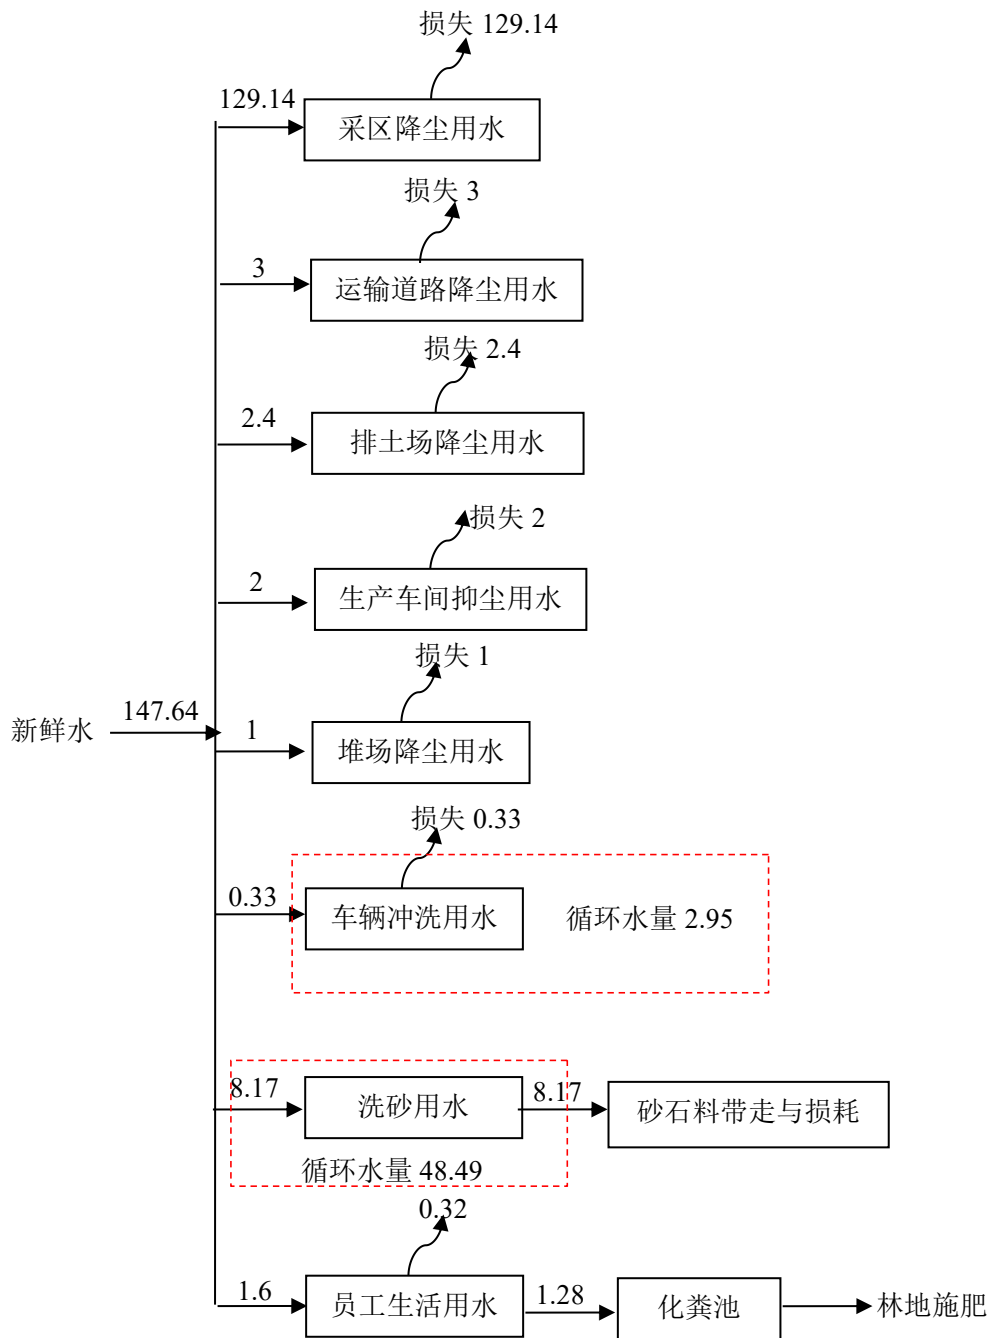 损失 129.14
129.14
采区降尘用水
损失 3
3
运输道路降尘用水
损失 2.4
2.4
排土场降尘用水
损失 2
2
生产车间抑尘用水
损失 1
新鲜水
147.64
1
堆场降尘用水
损失 0.33
0.33
车辆冲洗用水
循环水量 2.95
8.17
洗砂用水
8.17
砂石料带走与损耗
循环水量 48.49
0.32
1.6
员工生活用水
1.28
化粪池
林地施肥